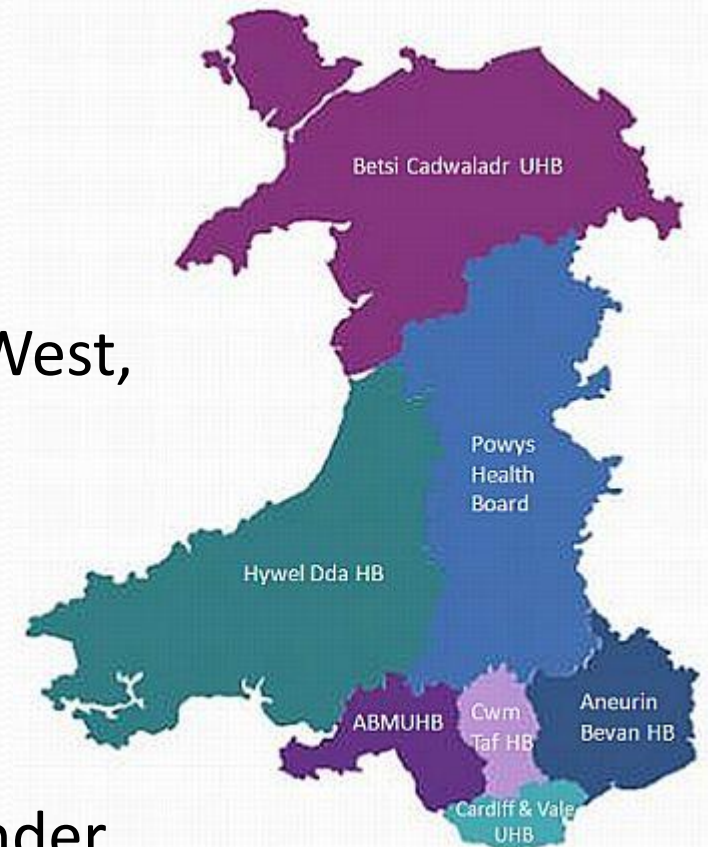 Betsi Cadwaladr UHB
West,
Powys
Health
Board
Hywel Dda HB
ABMUHB
Cwm
Taf HB
Aneurin
Bevan HB
Cardiff & Vale
UHB
nder